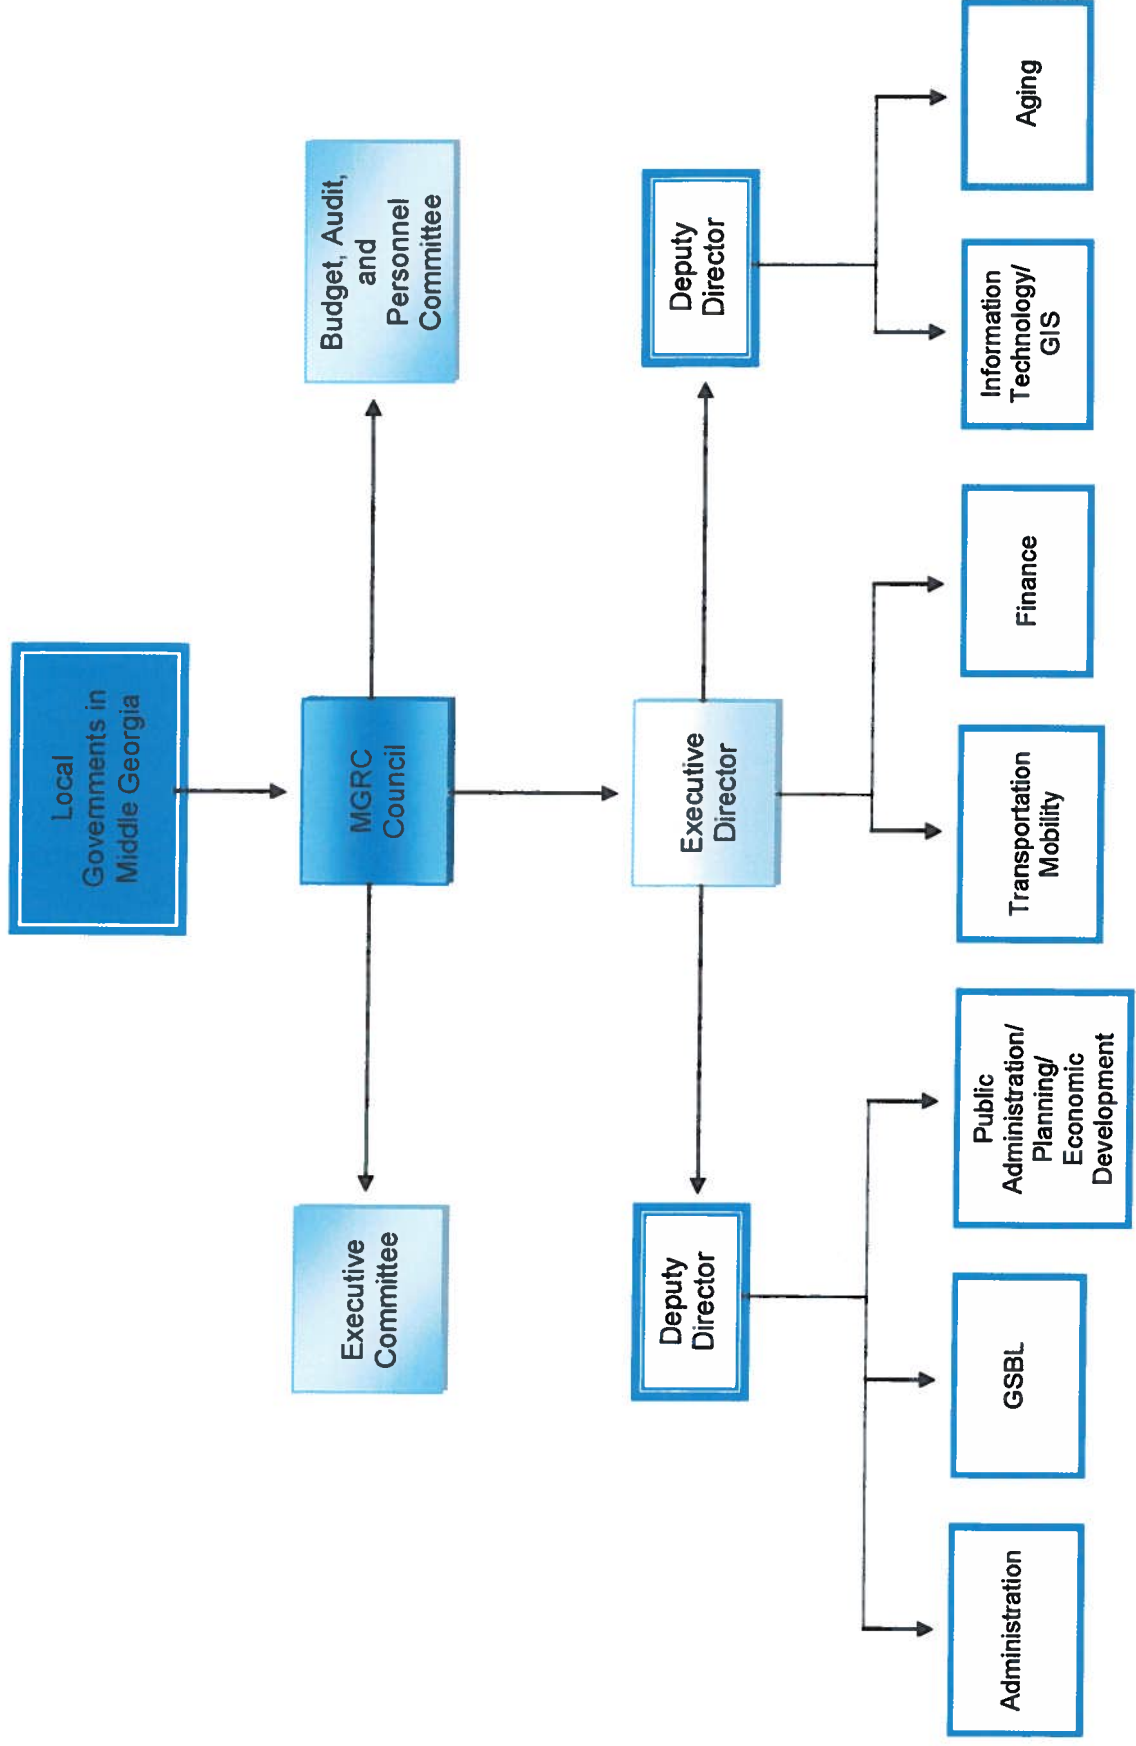 Local
Governments in
Middle Georgia
Executive
Committee
MGRC
Council
Budget, Audit,
and
Personnel
Committee
Deputy
Director
Executive
Director
Deputy
Director
Administration
GSBL
Public
Administration/
Planning/
Economic
Development
Transportation
Mobility
Finance
Information
Technology/
GIS
Aging